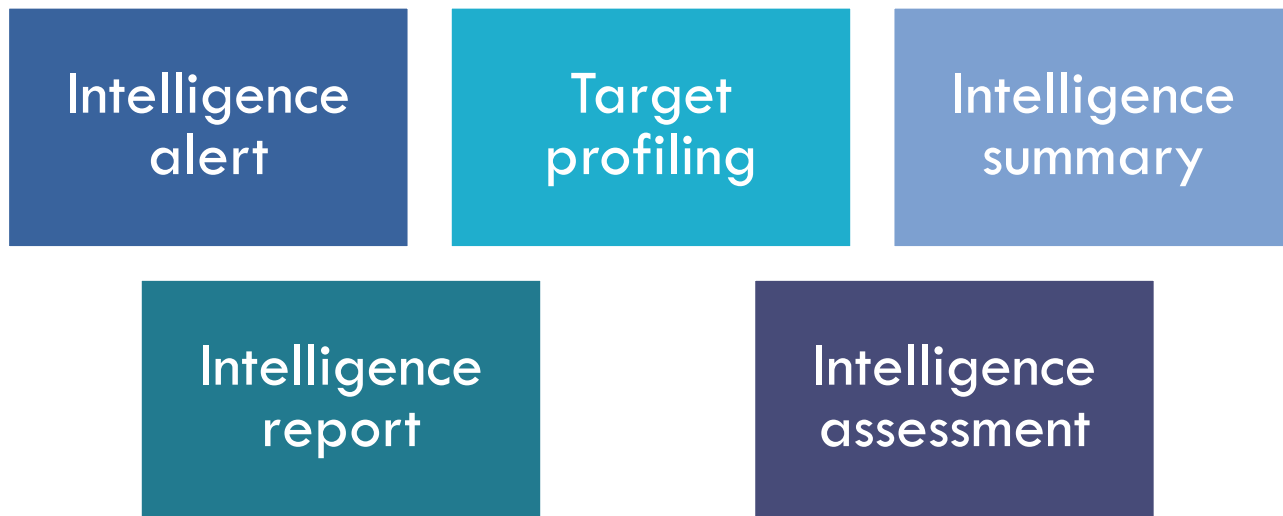 Intelligence
alert
Target
profiling
Intelligence
summary
Intelligence
report
Intelligence
assessment